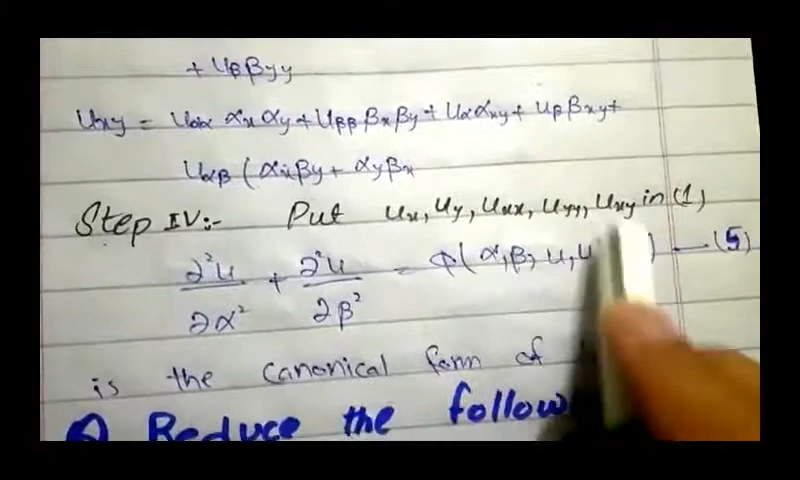 + Uβ βyy
Uxy = Uαα αx αy + Uββ βx βy + Uα αxy + Uβ βxy +
Uαβ ( αx βy + αy βx
Step IV:- Put Ux, Uy, Uxx, Uyy, Uxy in (1)
∂²U/∂α² + ∂²U/∂β² = Φ( α, β, U, U ) — (5)
is the canonical form of
Q Reduce the follow